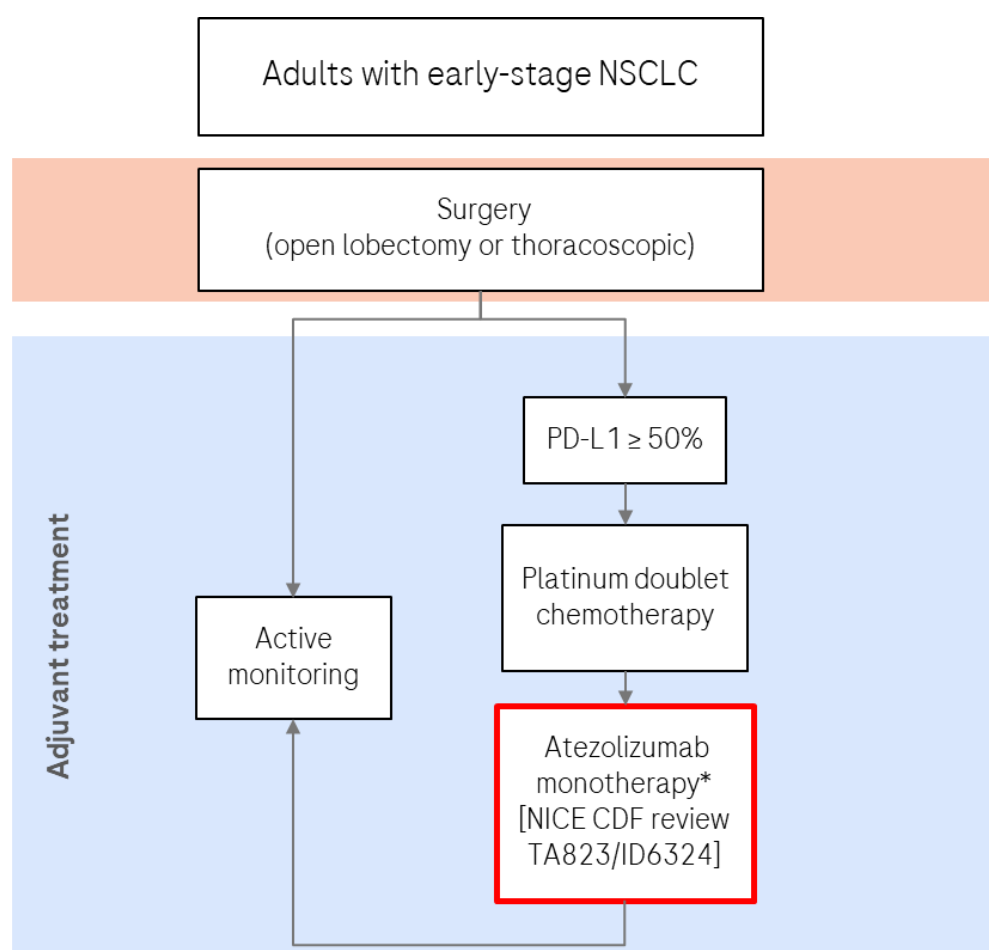 Adults with early-stage NSCLC
Surgery
(open lobectomy or thoracoscopic)
PD-L1 ≥ 50%
Platinum doublet
chemotherapy
Active
monitoring
Adjuvant treatment
Atezolizumab
monotherapy*
[NICE CDF review
TA823/ID6324]